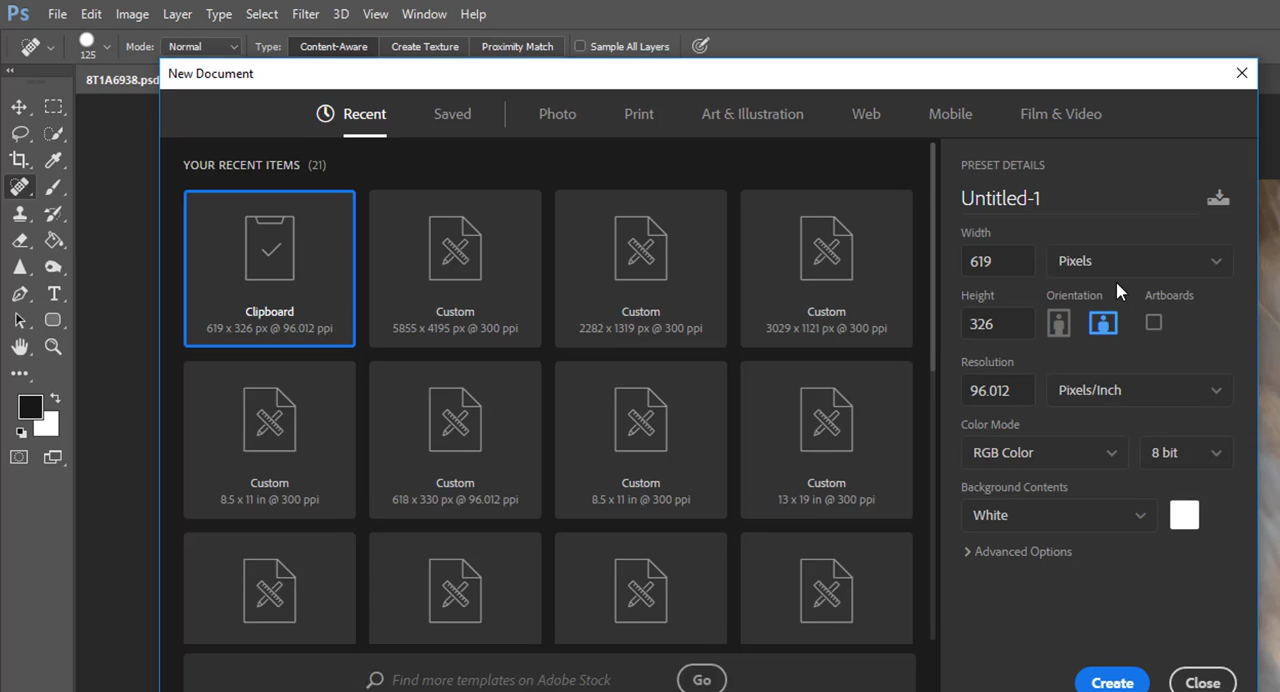 Ps File Edit Image Layer Type Select Filter 3D View Window Help
125 Mode: Normal Type: Content-Aware Create Texture Proximity Match Sample All Layers
8T1A6938.psd
New Document
Recent Saved Photo Print Art & Illustration Web Mobile Film & Video
YOUR RECENT ITEMS (21)
Clipboard
619 x 326 px @ 96.012 ppi
Custom
5855 x 4195 px @ 300 ppi
Custom
2282 x 1319 px @ 300 ppi
Custom
3029 x 1121 px @ 300 ppi
Custom
8.5 x 11 in @ 300 ppi
Custom
618 x 330 px @ 96.012 ppi
Custom
8.5 x 11 in @ 300 ppi
Custom
13 x 19 in @ 300 ppi
Find more templates on Adobe Stock Go
PRESET DETAILS
Untitled-1
Width
619 Pixels
Height Orientation Artboards
326
Resolution
96.012 Pixels/Inch
Color Mode
RGB Color 8 bit
Background Contents
White
Advanced Options
Create Close
T